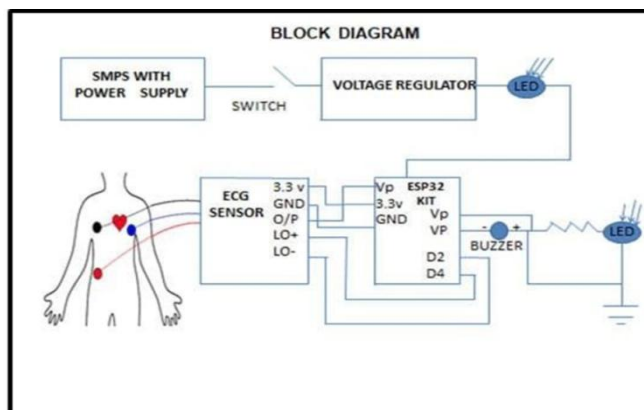 BLOCK DIAGRAM
SMPS WITH
POWER SUPPLY
SWITCH
VOLTAGE REGULATOR
LED
ECG
SENSOR
3.3 v
GND
O/P
LO+
LO-
ESP32
KIT
Vp
3.3v
GND
Vp
VP
D2
D4
- +
BUZZER
LED